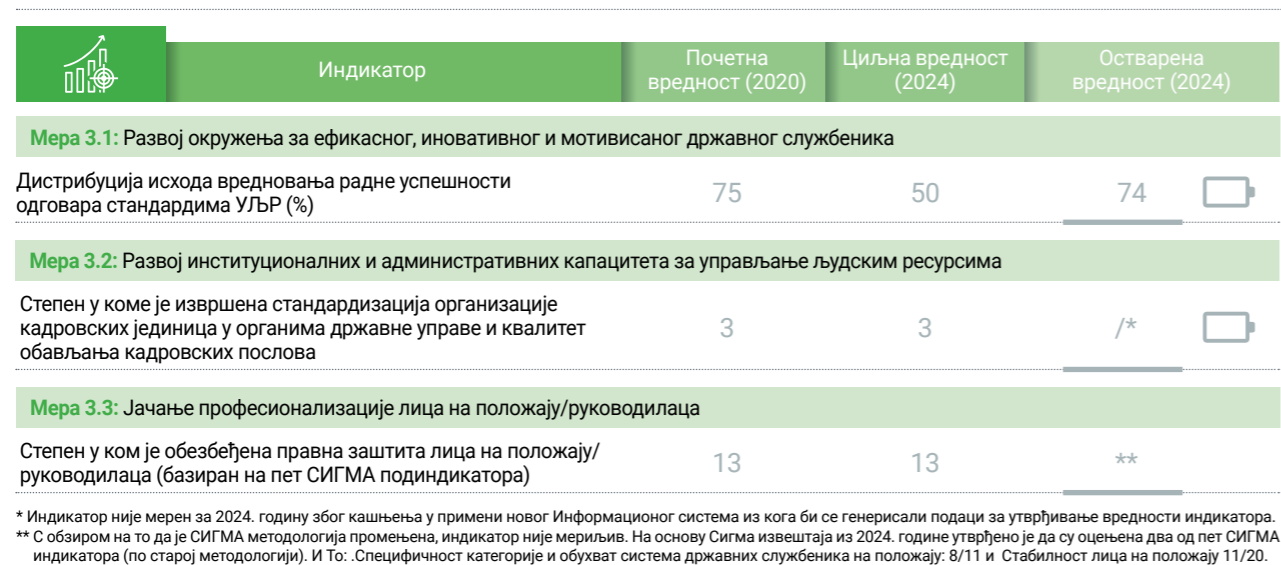 Индикатор
Почетна
вредност (2020)
Циљна вредност
(2024)
Остварена
вредност (2024)
Мера 3.1: Развој окружења за ефикасног, иновативног и мотивисаног државног службеника
Дистрибуција исхода вредновања радне успешности
одговара стандардима УЉР (%)
75
50
74
Мера 3.2: Развој институционалних и административних капацитета за управљање људским ресурсима
Степен у коме је извршена стандардизација организације
кадровских јединица у органима државне управе и квалитет
обављања кадровских послова
3
3
/*
Мера 3.3: Јачање професионализације лица на положају/руководилаца
Степен у ком је обезбеђена правна заштита лица на положају/
руководилаца (базиран на пет СИГМА подиндикатора)
13
13
**
* Индикатор није мерен за 2024. годину због кашњења у примени новог Информационог система из кога би се генерисали подаци за утврђивање вредности индикатора.
** С обзиром на то да је СИГМА методологија промењена, индикатор није мериљив. На основу Сигма извештаја из 2024. године утврђено је да су оцењена два од пет СИГМА
индикатора (по старој методологији). И То: .Специфичност категорије и обухват система државних службеника на положају: 8/11 и Стабилност лица на положају 11/20.